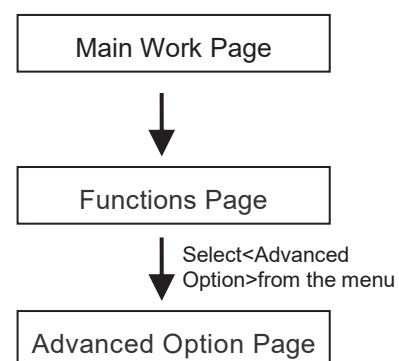 Main Work Page
Functions Page
Select<Advanced
Option>from the menu
Advanced Option Page